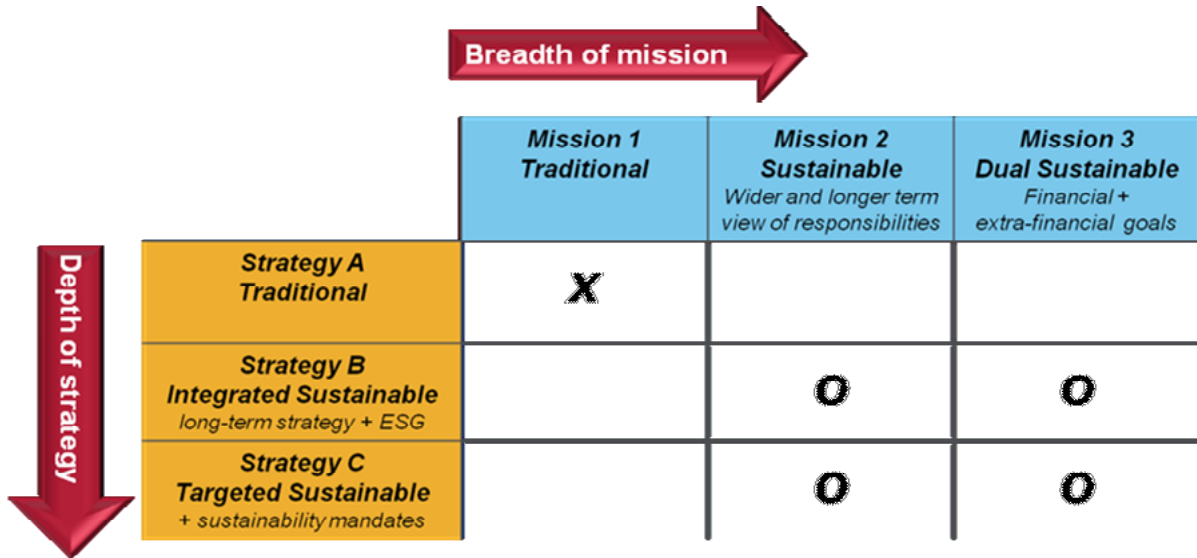 Breadth of mission
Mission 1
Traditional
Mission 2
Sustainable
Wider and longer term
view of responsibilities
Mission 3
Dual Sustainable
Financial +
extra-financial goals
Depth of strategy
Strategy A
Traditional
X
Strategy B
Integrated Sustainable
long-term strategy + ESG
O
O
Strategy C
Targeted Sustainable
+ sustainability mandates
O
O